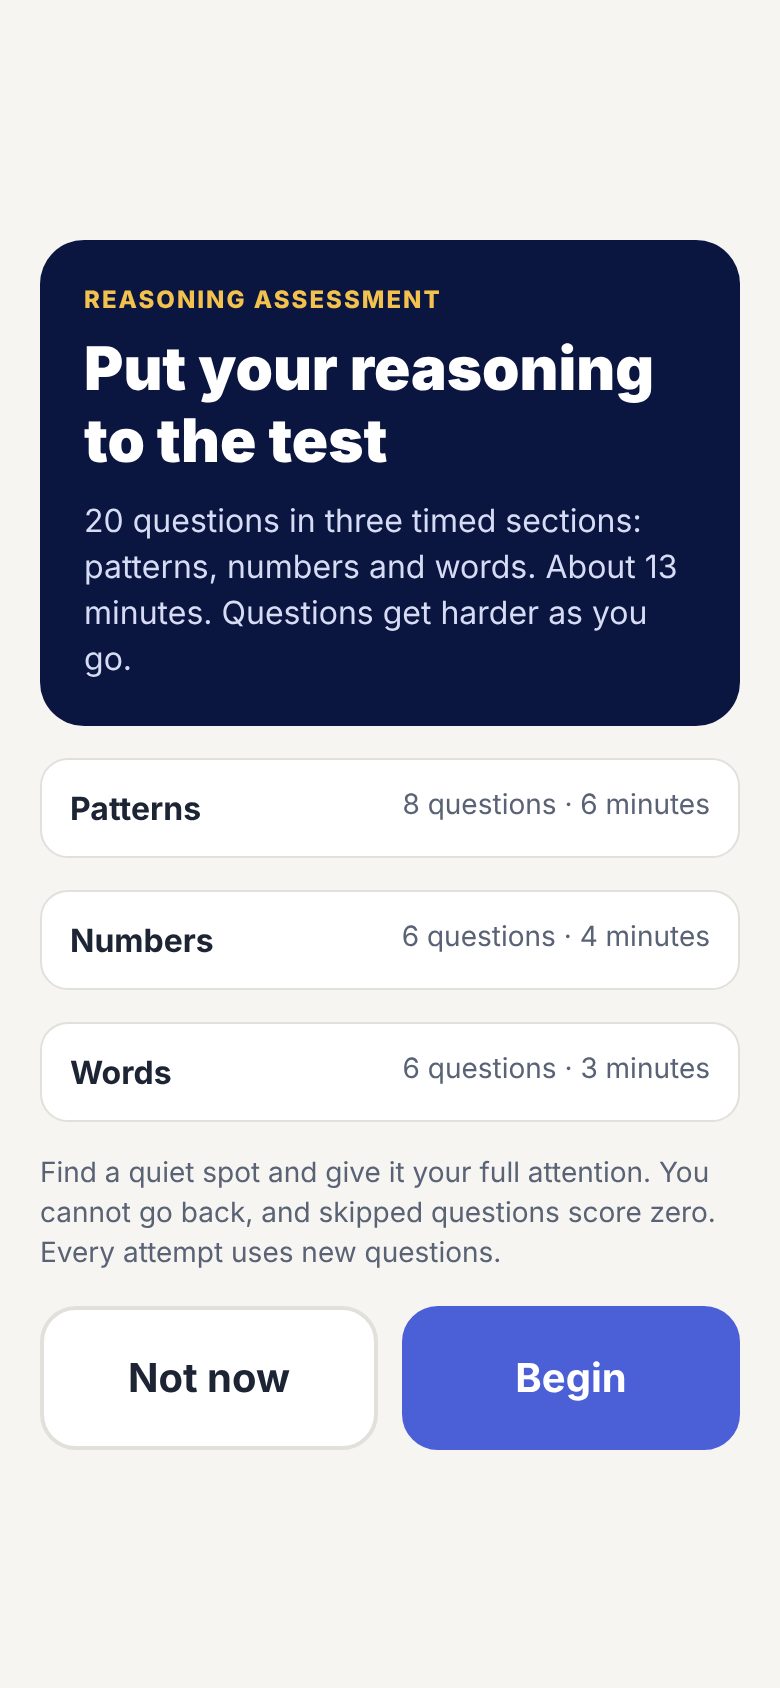 REASONING ASSESSMENT
Put your reasoning
to the test
20 questions in three timed sections:
patterns, numbers and words. About 13
minutes. Questions get harder as you
go.
Patterns 8 questions · 6 minutes
Numbers 6 questions · 4 minutes
Words 6 questions · 3 minutes
Find a quiet spot and give it your full attention. You
cannot go back, and skipped questions score zero.
Every attempt uses new questions.
Not now Begin